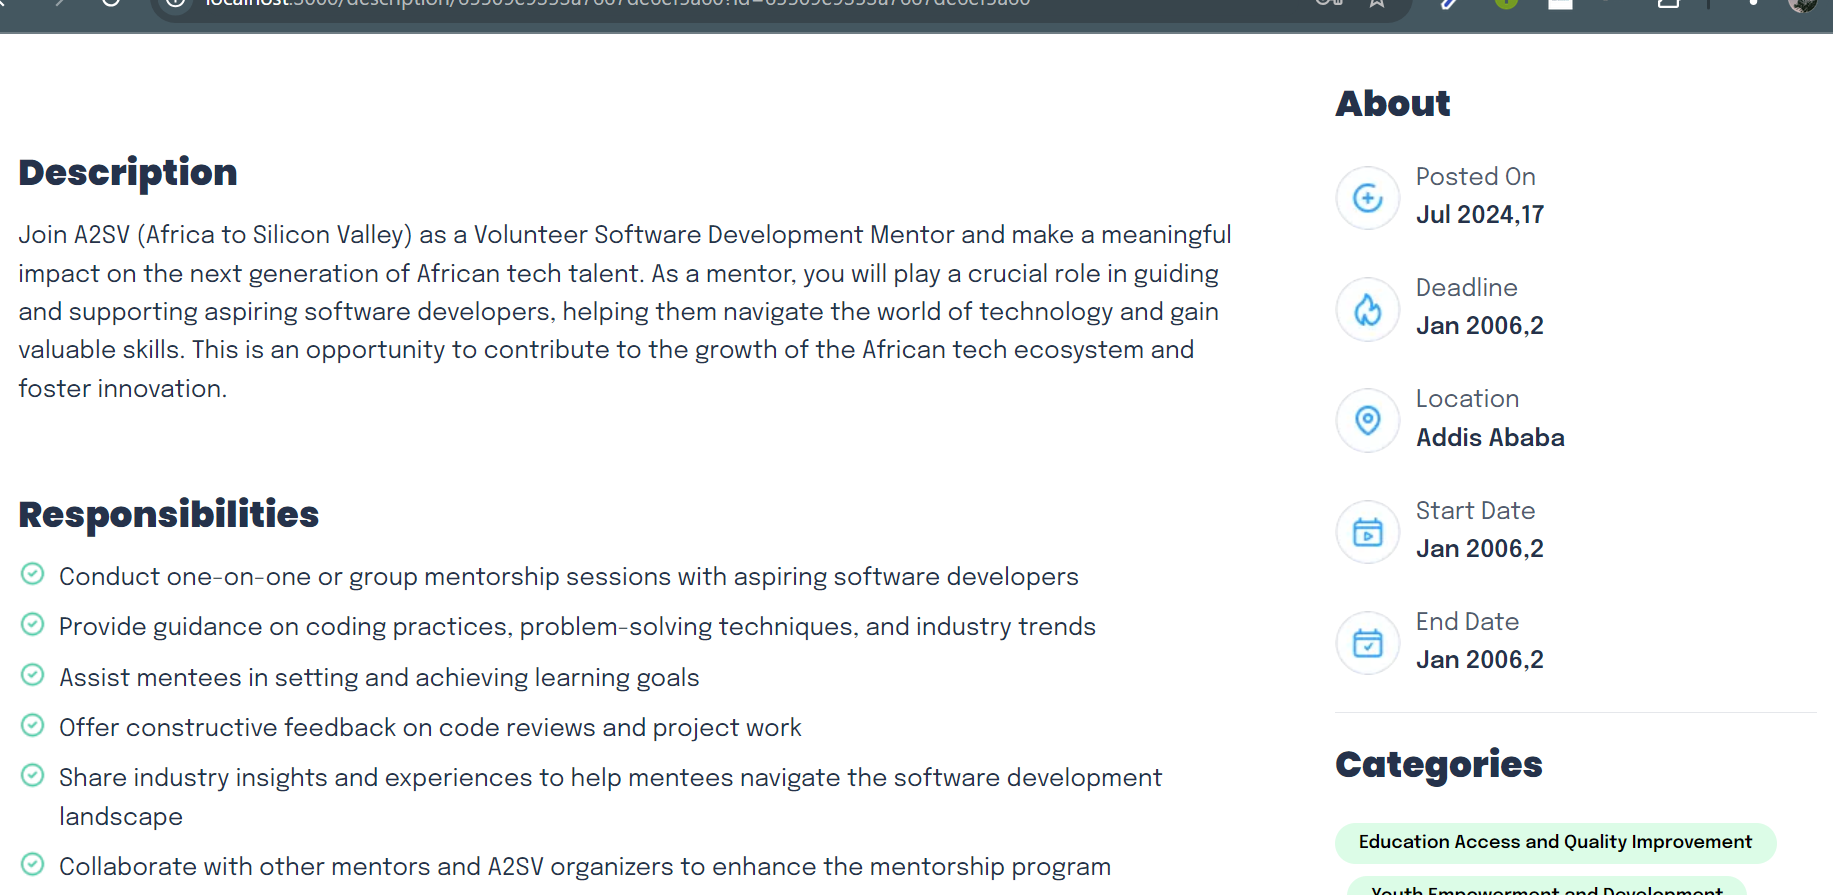 Description
Join A2SV (Africa to Silicon Valley) as a Volunteer Software Development Mentor and make a meaningful
impact on the next generation of African tech talent. As a mentor, you will play a crucial role in guiding
and supporting aspiring software developers, helping them navigate the world of technology and gain
valuable skills. This is an opportunity to contribute to the growth of the African tech ecosystem and
foster innovation.
Responsibilities
Conduct one-on-one or group mentorship sessions with aspiring software developers
Provide guidance on coding practices, problem-solving techniques, and industry trends
Assist mentees in setting and achieving learning goals
Offer constructive feedback on code reviews and project work
Share industry insights and experiences to help mentees navigate the software development
landscape
Collaborate with other mentors and A2SV organizers to enhance the mentorship program
About
Posted On
Jul 2024,17
Deadline
Jan 2006,2
Location
Addis Ababa
Start Date
Jan 2006,2
End Date
Jan 2006,2
Categories
Education Access and Quality Improvement
Youth Empowerment and Development